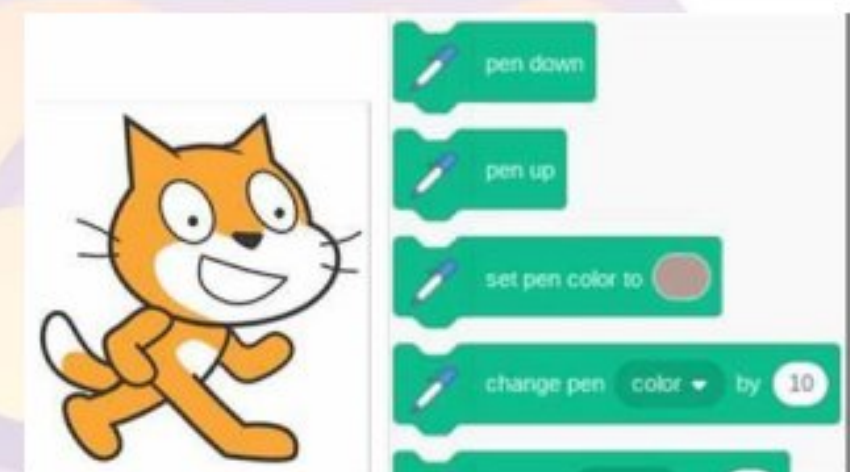 pen down
pen up
set pen color to
change pen color by 10